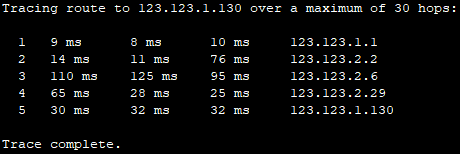 Tracing route to 123.123.1.130 over a maximum of 30 hops:
1 9 ms 8 ms 10 ms 123.123.1.1
2 14 ms 11 ms 76 ms 123.123.2.2
3 110 ms 125 ms 95 ms 123.123.2.6
4 65 ms 28 ms 25 ms 123.123.2.29
5 30 ms 32 ms 32 ms 123.123.1.130
Trace complete.